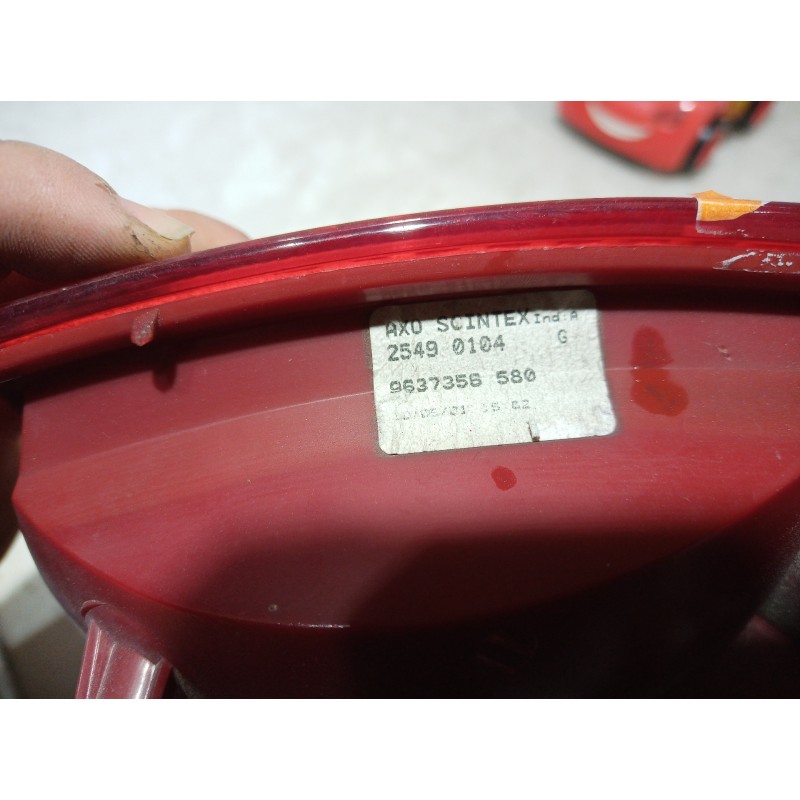 AXO SCINTEX Ind:A
2549 0104 G
9637356 580